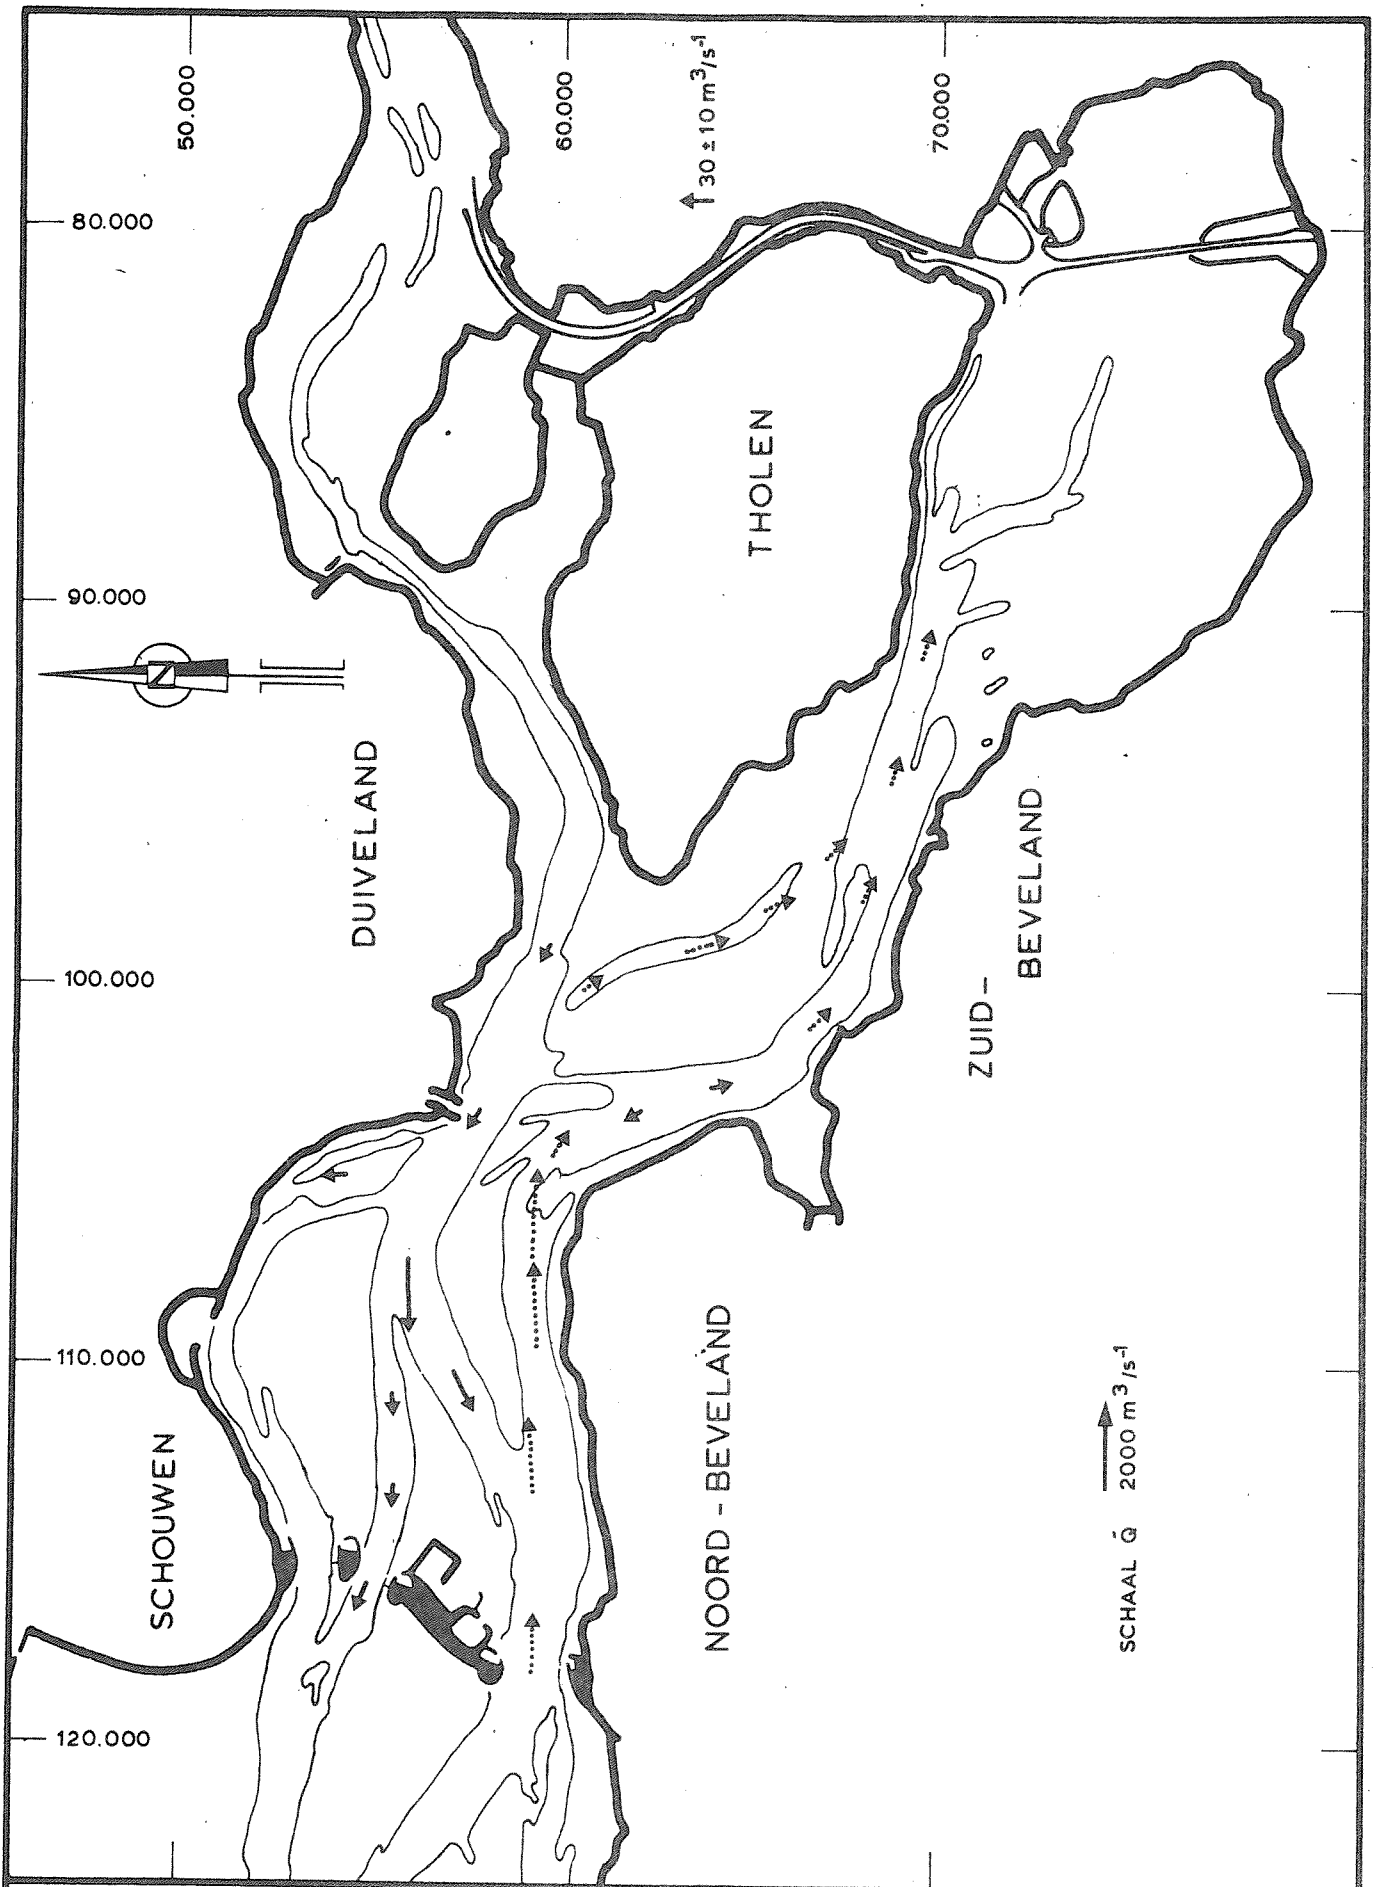 50.000
60.000
70.000
30 ± 10 m³/s⁻¹
80.000
90.000
100.000
110.000
120.000
N
DUIVELAND
THOLEN
ZUID-
BEVELAND
SCHOUWEN
NOORD - BEVELAND
SCHAAL Q 2000 m³/s⁻¹